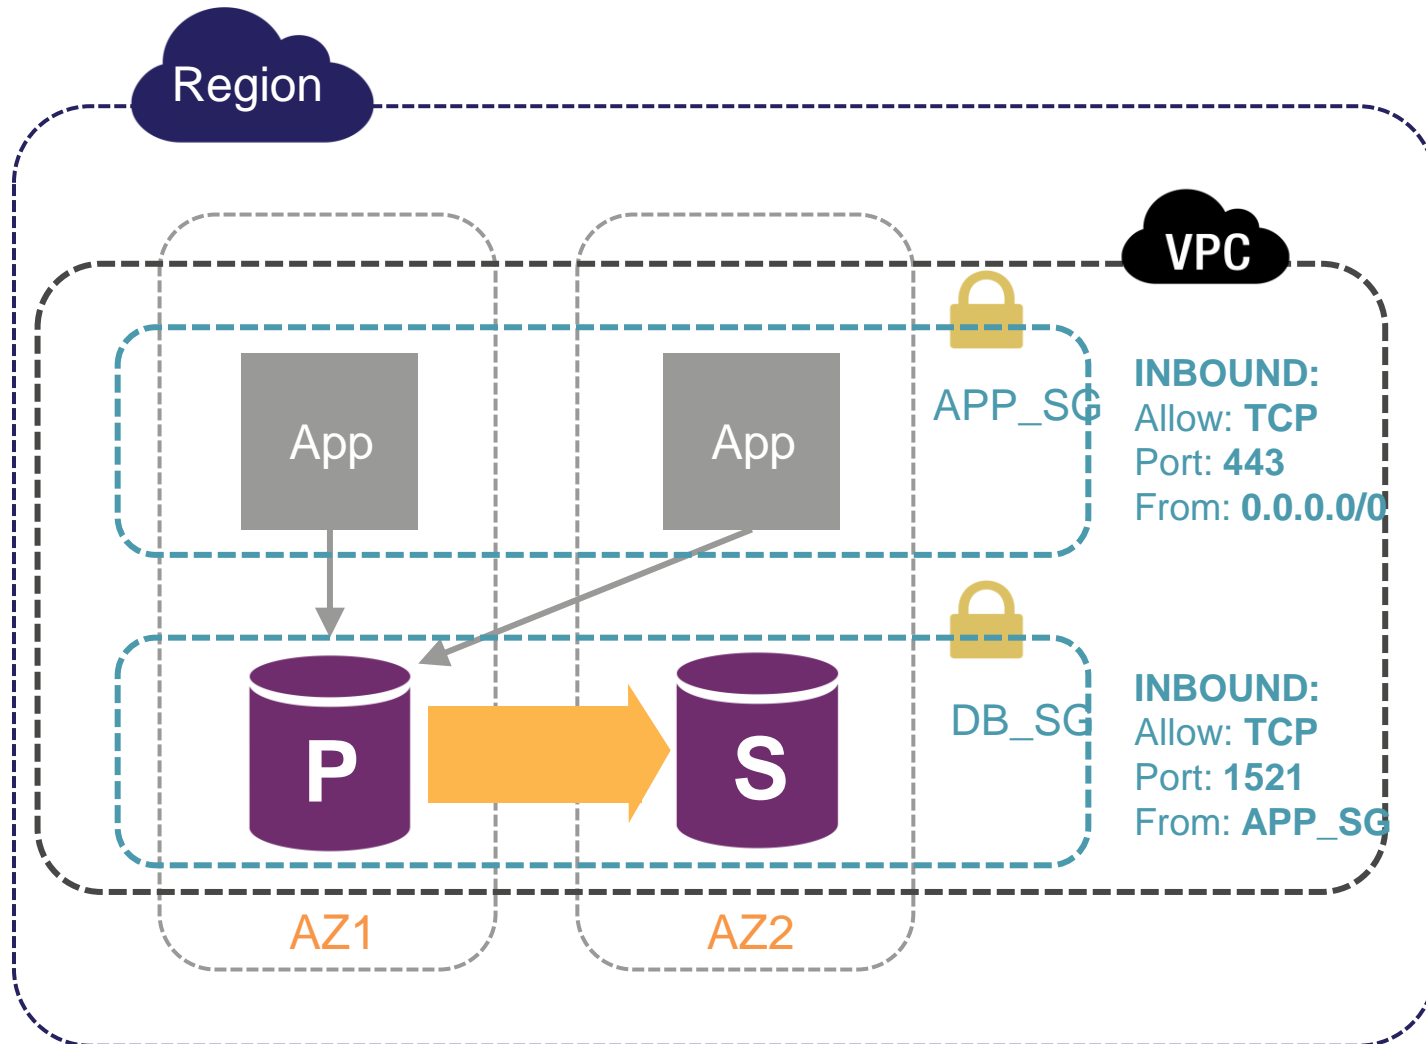 Region
VPC
App
App
APP_SG
INBOUND:
Allow: TCP
Port: 443
From: 0.0.0.0/0
P
S
DB_SG
INBOUND:
Allow: TCP
Port: 1521
From: APP_SG
AZ1
AZ2